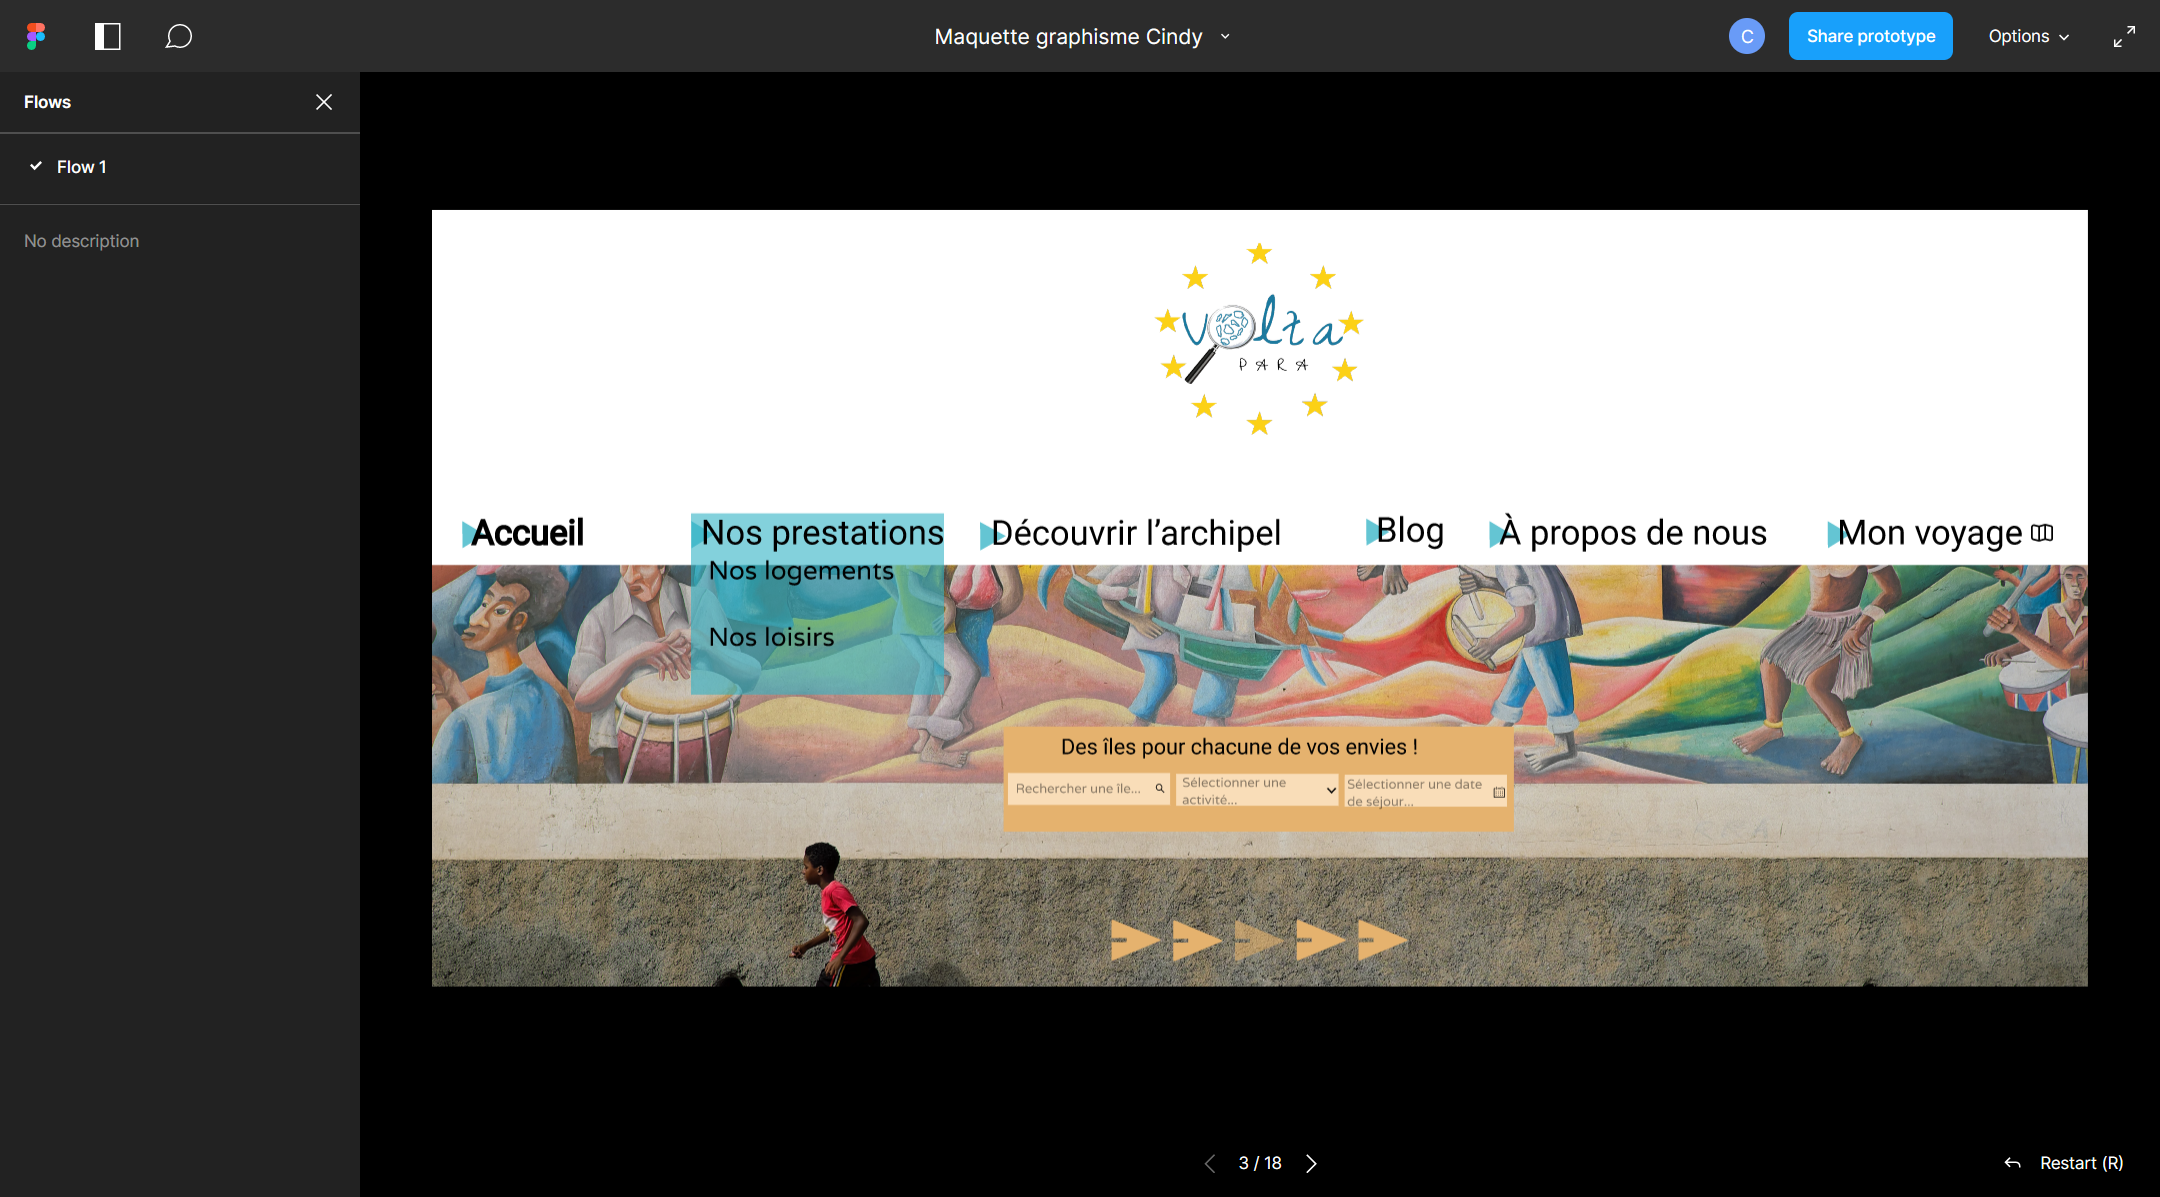 Maquette graphisme Cindy
C
Share prototype
Options
Flows
Flow 1
No description
volta
PARA
Accueil
Nos prestations
Découvrir l’archipel
Blog
À propos de nous
Mon voyage
Nos logements
Nos loisirs
Des îles pour chacune de vos envies !
Rechercher une île...
Sélectionner une
activité...
Sélectionner une date
de séjour...
3 / 18
Restart (R)